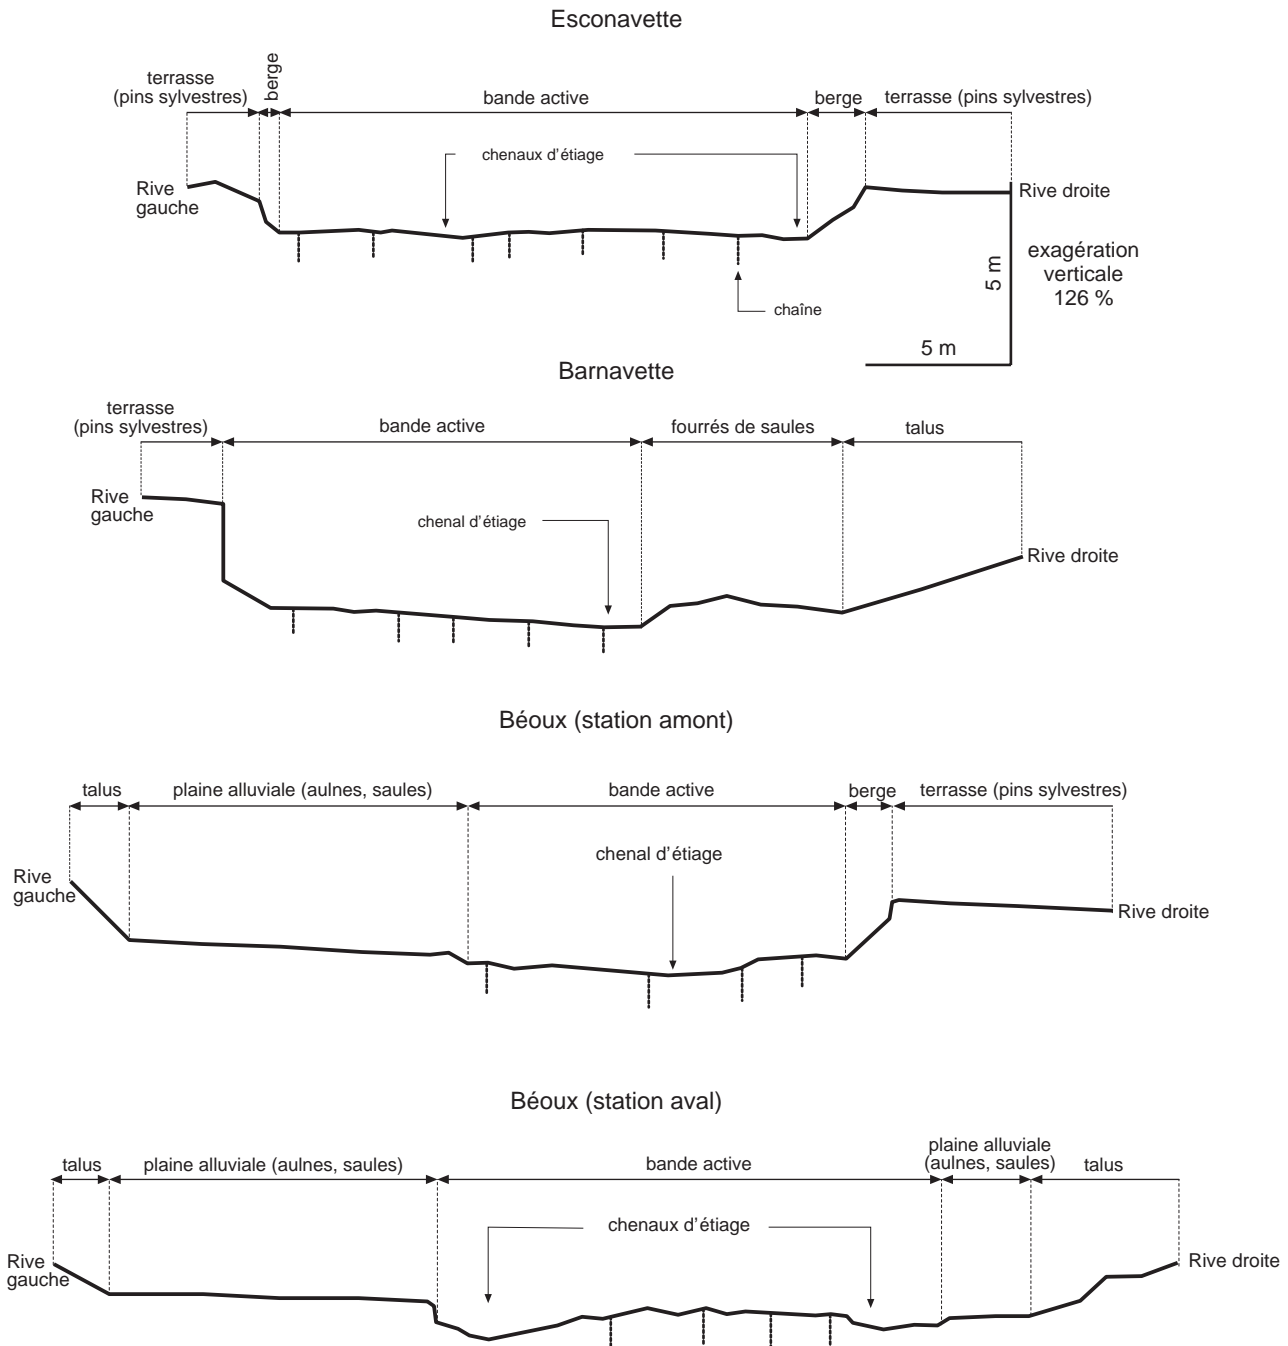 Esconavette
terrasse
(pins sylvestres)
berge
bande active
berge
terrasse (pins sylvestres)
chenaux d'étiage
Rive
gauche
Rive droite
5 m
exagération
verticale
126 %
chaîne
5 m
Barnavette
terrasse
(pins sylvestres)
bande active
fourrés de saules
talus
Rive
gauche
chenal d'étiage
Rive droite
Béoux (station amont)
talus
plaine alluviale (aulnes, saules)
bande active
berge
terrasse (pins sylvestres)
chenal d'étiage
Rive
gauche
Rive droite
Béoux (station aval)
talus
plaine alluviale (aulnes, saules)
bande active
plaine alluviale
(aulnes, saules)
talus
chenaux d'étiage
Rive
gauche
Rive droite